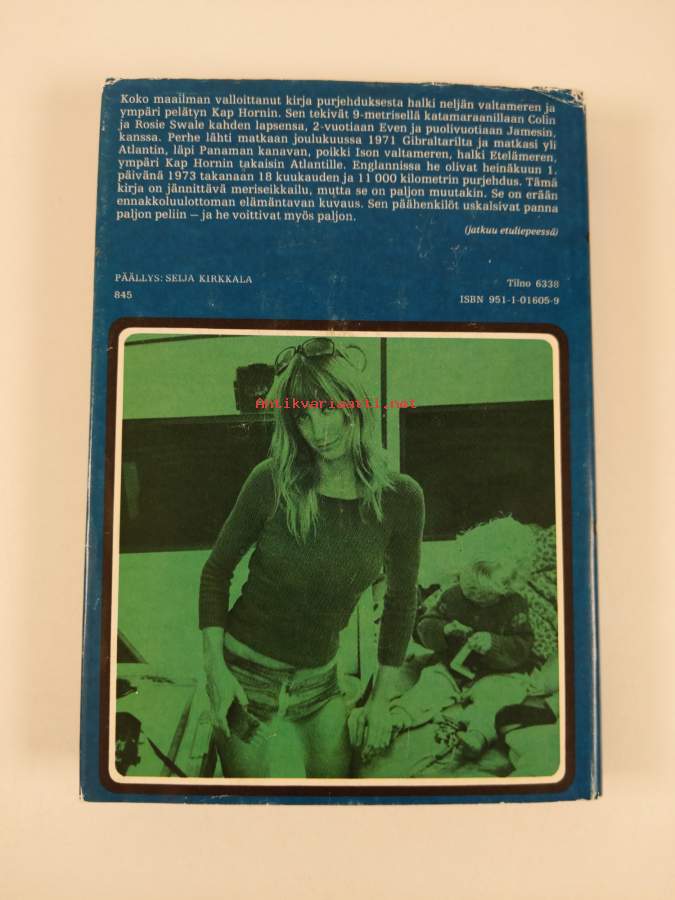 Koko maailman valloittanut kirja purjehduksesta halki neljän valtameren ja
ympäri pelätyn Kap Hornin. Sen tekivät 9-metrisellä katamaraanillaan Colin
ja Rosie Swale kahden lapsensa, 2-vuotiaan Even ja puolivuotiaan Jamesin,
kanssa. Perhe lähti matkaan joulukuussa 1971 Gibraltarilta ja matkasi yli
Atlantin, läpi Panaman kanavan, poikki Ison valtameren, halki Etelämeren,
ympäri Kap Hornin takaisin Atlantille. Englannissa he olivat heinäkuun 1.
päivänä 1973 takanaan 18 kuukauden ja 11 000 kilometrin purjehdus. Tämä
kirja on jännittävä meriseikkailu, mutta se on paljon muutakin. Se on erään
ennakkoluulottoman elämäntavan kuvaus. Sen päähenkilöt uskalsivat panna
paljon peliin – ja he voittivat myös paljon.
(jatkuu etuliepeessä)
PÄÄLLYS: SEIJA KIRKKALA
845
Tilno 6338
ISBN 951-1-01605-9
Antikvariaatti.net